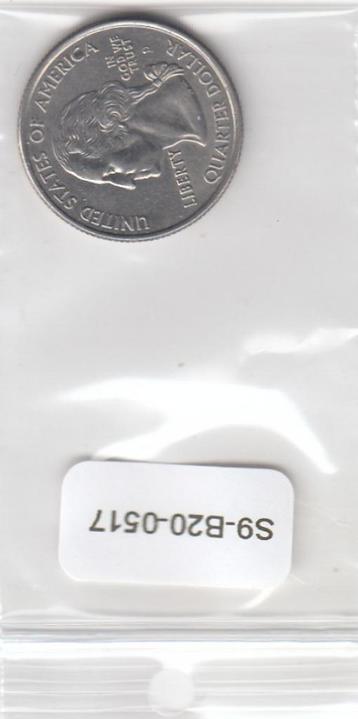 UNITED STATES OF AMERICA
LIBERTY
IN
GOD WE
TRUST
P
QUARTER DOLLAR
S9-B20-0517